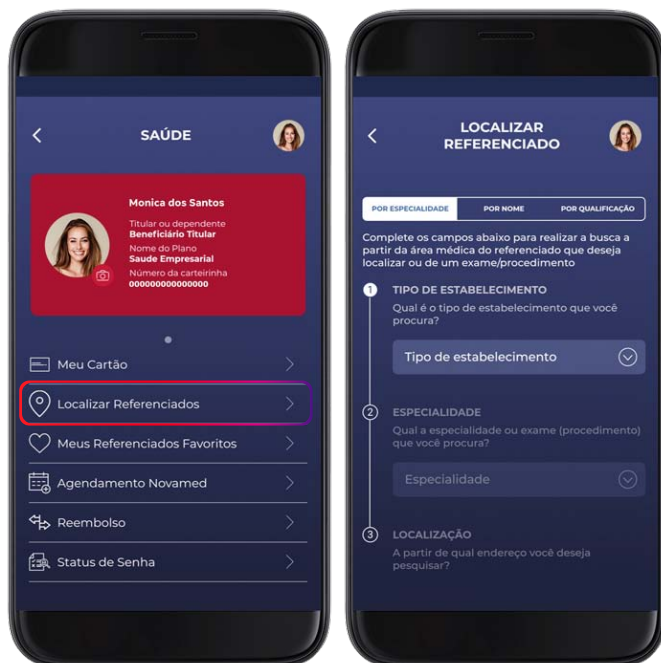 SAÚDE
Monica dos Santos
Titular ou dependente
Beneficiário Titular
Nome do Plano
Saude Empresarial
Número da carteirinha
000000000000000
Meu Cartão
Localizar Referenciados
Meus Referenciados Favoritos
Agendamento Novamed
Reembolso
Status de Senha
LOCALIZAR
REFERENCIADO
POR ESPECIALIDADE POR NOME POR QUALIFICAÇÃO
Complete os campos abaixo para realizar a busca a
partir da área médica do referenciado que deseja
localizar ou de um exame/procedimento
1 TIPO DE ESTABELECIMENTO
Qual é o tipo de estabelecimento que você
procura?
Tipo de estabelecimento
2 ESPECIALIDADE
Qual a especialidade ou exame (procedimento)
que você procura?
Especialidade
3 LOCALIZAÇÃO
A partir de qual endereço você deseja
pesquisar?